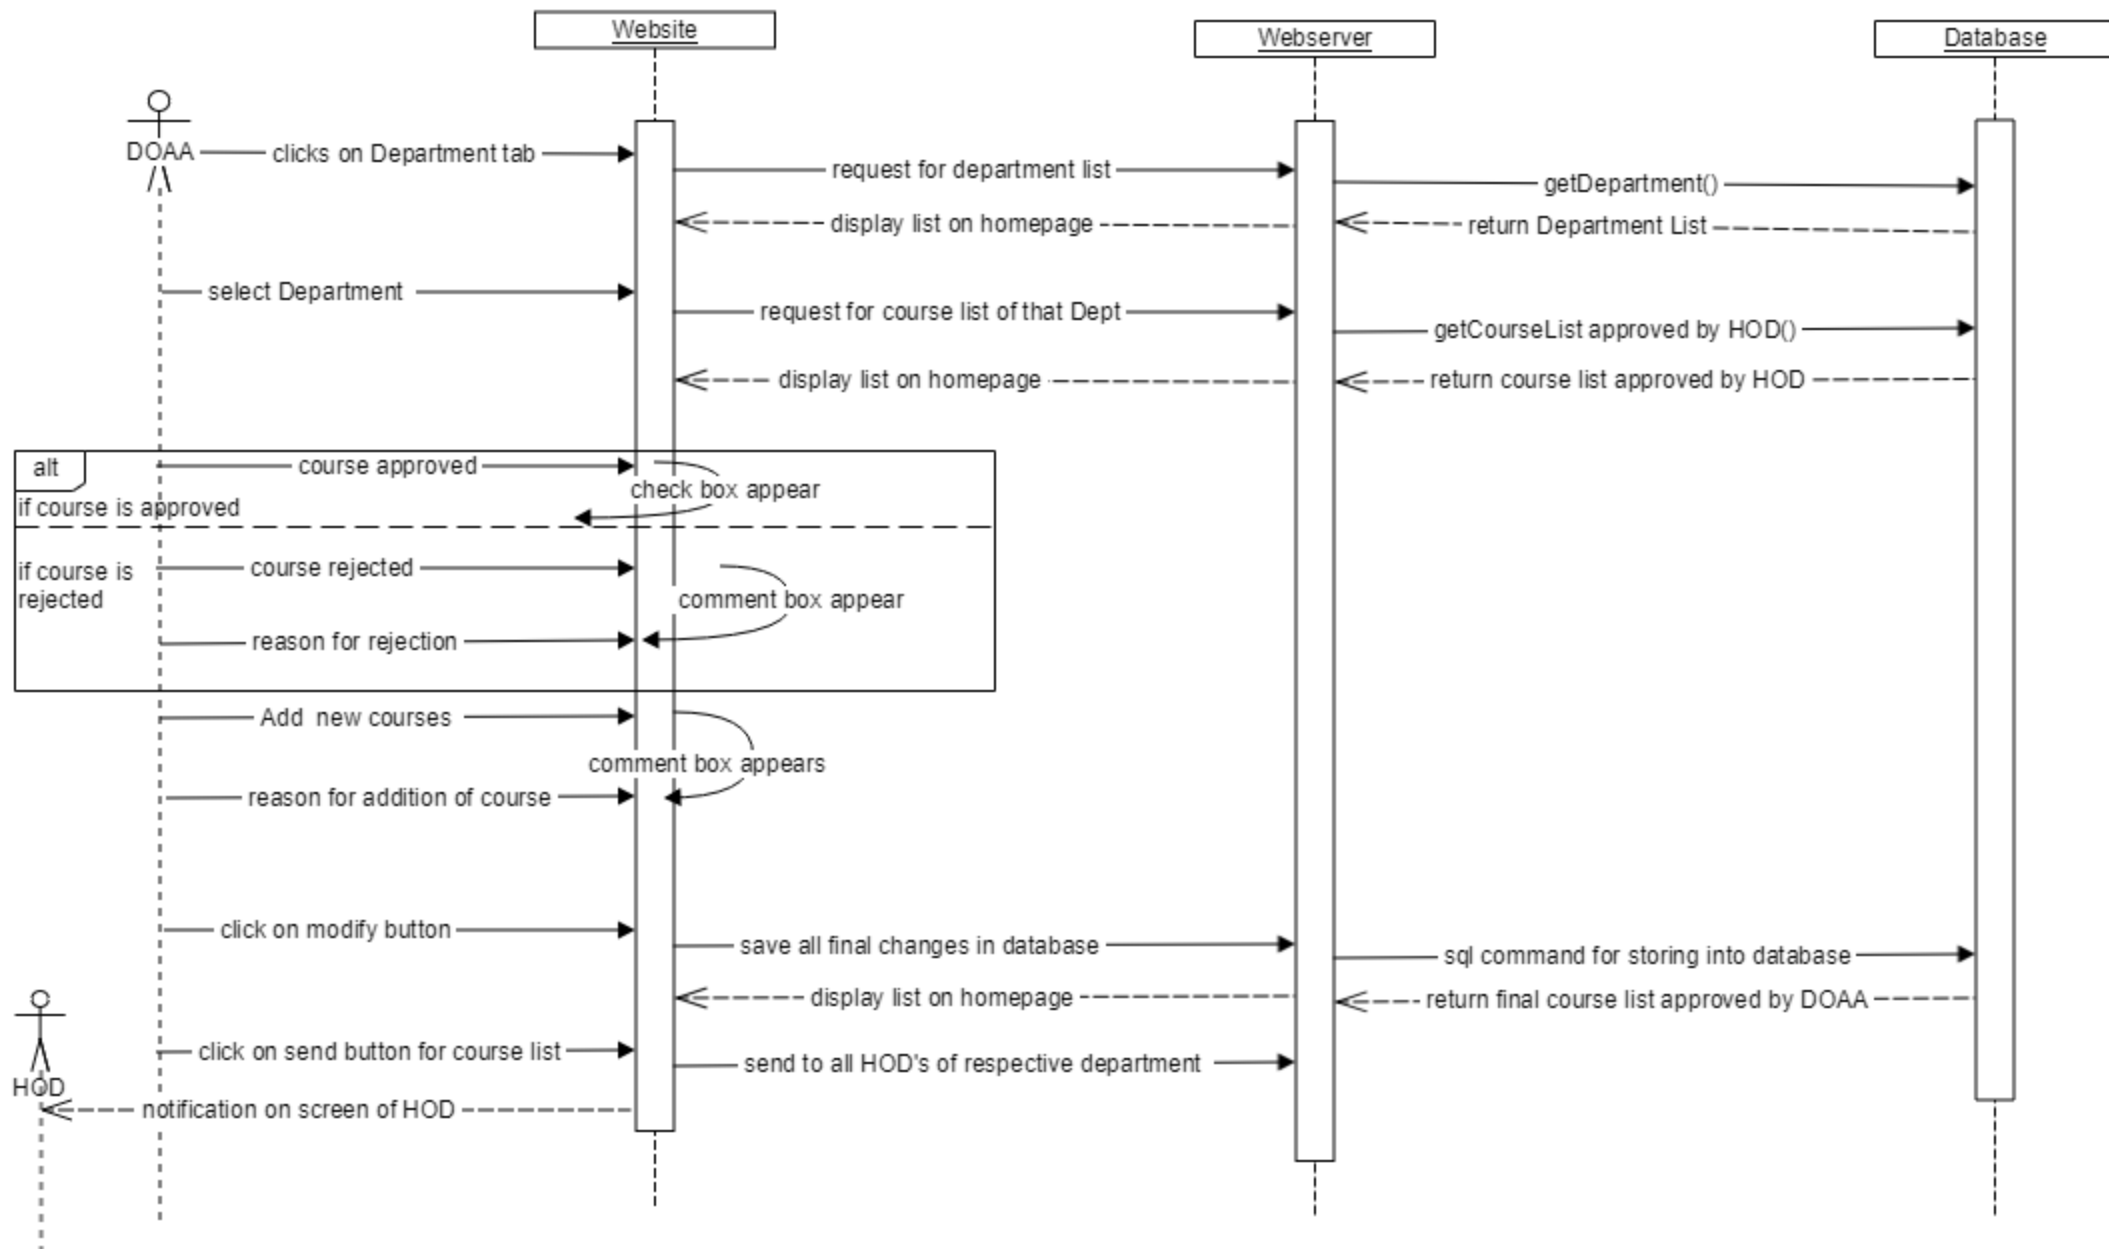 Website
Webserver
Database
DOAA
clicks on Department tab
request for department list
getDepartment()
display list on homepage
return Department List
select Department
request for course list of that Dept
getCourseList approved by HOD()
display list on homepage
return course list approved by HOD
alt
course approved
check box appear
if course is approved
if course is
rejected
course rejected
comment box appear
reason for rejection
Add new courses
comment box appears
reason for addition of course
click on modify button
save all final changes in database
sql command for storing into database
display list on homepage
return final course list approved by DOAA
click on send button for course list
send to all HOD's of respective department
HOD
notification on screen of HOD